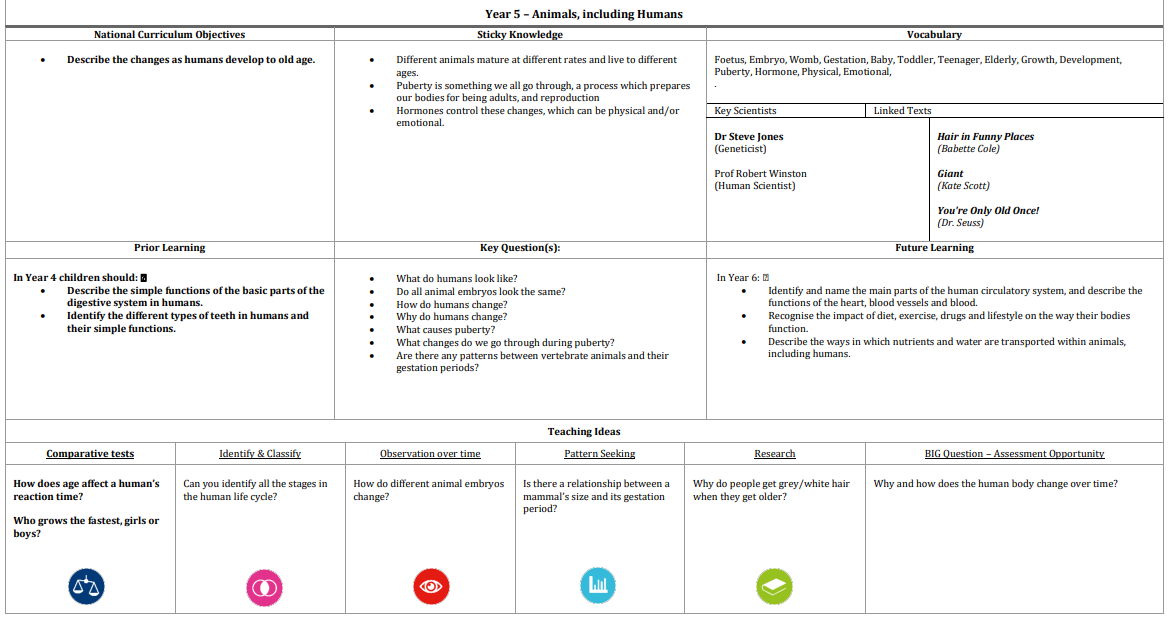 Year 5 – Animals, including Humans
National Curriculum Objectives
Sticky Knowledge
Vocabulary
• Describe the changes as humans develop to old age.
• Different animals mature at different rates and live to different
ages.
• Puberty is something we all go through, a process which prepares
our bodies for being adults, and reproduction
• Hormones control these changes, which can be physical and/or
emotional.
Foetus, Embryo, Womb, Gestation, Baby, Toddler, Teenager, Elderly, Growth, Development,
Puberty, Hormone, Physical, Emotional,
.
Key Scientists
Linked Texts
Dr Steve Jones
(Geneticist)
Prof Robert Winston
(Human Scientist)
Hair in Funny Places
(Babette Cole)
Giant
(Kate Scott)
You're Only Old Once!
(Dr. Seuss)
Prior Learning
Key Question(s):
Future Learning
In Year 4 children should:
• Describe the simple functions of the basic parts of the
digestive system in humans.
• Identify the different types of teeth in humans and
their simple functions.
• What do humans look like?
• Do all animal embryos look the same?
• How do humans change?
• Why do humans change?
• What causes puberty?
• What changes do we go through during puberty?
• Are there any patterns between vertebrate animals and their
gestation periods?
In Year 6:
• Identify and name the main parts of the human circulatory system, and describe the
functions of the heart, blood vessels and blood.
• Recognise the impact of diet, exercise, drugs and lifestyle on the way their bodies
function.
• Describe the ways in which nutrients and water are transported within animals,
including humans.
Teaching Ideas
Comparative tests
Identify & Classify
Observation over time
Pattern Seeking
Research
BIG Question – Assessment Opportunity
How does age affect a human's
reaction time?
Who grows the fastest, girls or
boys?
Can you identify all the stages in
the human life cycle?
How do different animal embryos
change?
Is there a relationship between a
mammal's size and its gestation
period?
Why do people get grey/white hair
when they get older?
Why and how does the human body change over time?